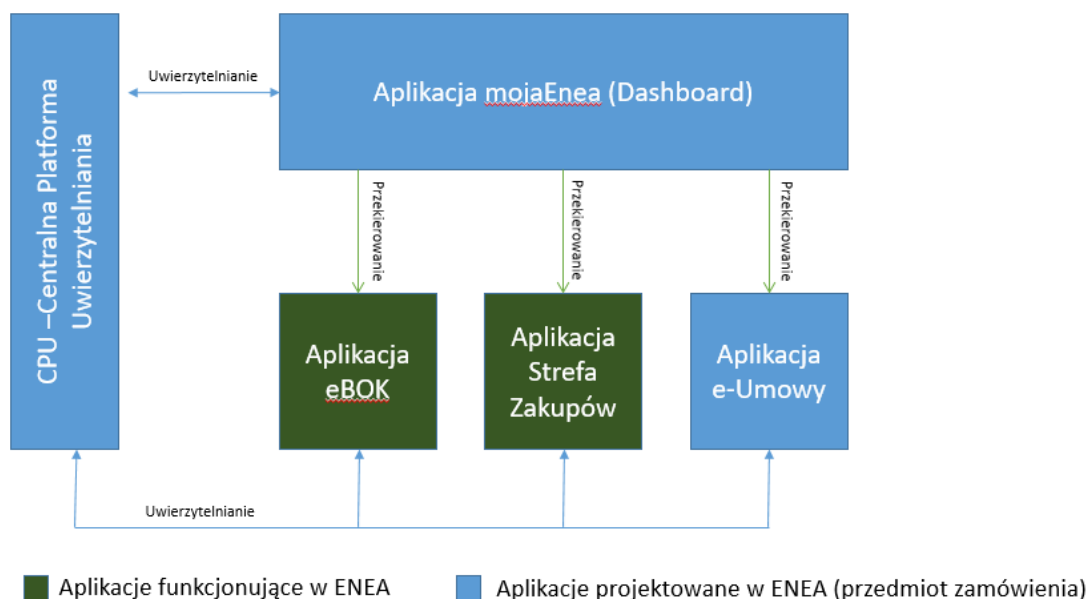 CPU –Centralna Platforma
Uwierzytelniania
Uwierzytelnianie
Aplikacja mojaEnea (Dashboard)
Przekierowanie
Przekierowanie
Przekierowanie
Aplikacja
eBOK
Aplikacja
Strefa
Zakupów
Aplikacja
e-Umowy
Uwierzytelnianie
Aplikacje funkcjonujące w ENEA
Aplikacje projektowane w ENEA (przedmiot zamówienia)